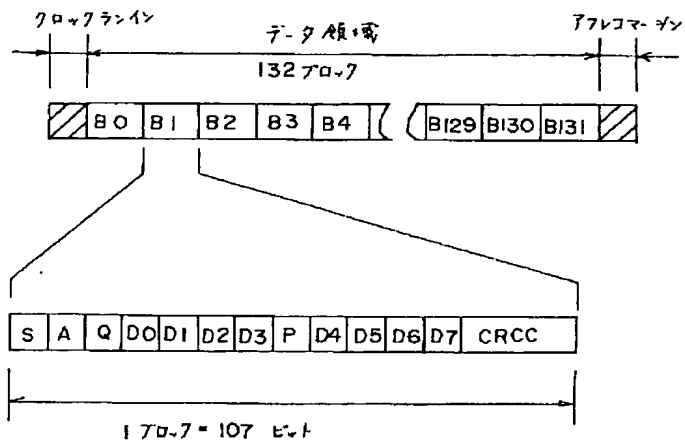 クロックランイン
データ領域
アフレコマージン
132ブロック
B0 B1 B2 B3 B4 B129 B130 B131
S A Q D0 D1 D2 D3 P D4 D5 D6 D7 CRCC
1ブロック=107 ビット